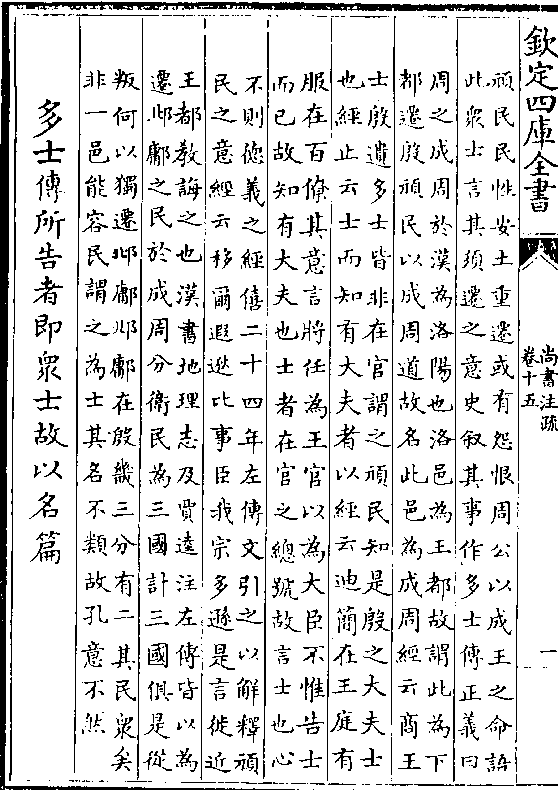 欽定四庫全書
尚書注疏
卷十五
一
頑民民性安土重遷或有怨恨周公以成王之命誥
此衆士言其須遷之意史叙其事作多士傳正義曰
周之成周於漢為洛陽也洛邑為王都故謂此為下
都遷殷頑民以成周道故名此邑為成周經云商王
士殷遺多士皆非在官謂之頑民知是殷之大夫士
也經止云士而知有大夫者以經云迪簡在王庭有
服在百僚其意言將任為王官以為大臣不惟告士
而已故知有大夫也士者在官之總號故言士也心
不則德義之經僖二十四年左傳文引之以解釋頑
民之意經云移爾遐逖比事臣我宗多遜是言徙近
王都教誨之也漢書地理志及賈逵注左傳皆以為
遷邶鄘之民於成周分衛民為三國計三國俱是從
叛何以獨遷邶鄘邶鄘在殷畿三分有二其民衆矣
非一邑能容民謂之為士其名不類故孔意不然
多士傳所告者即衆士故以名篇